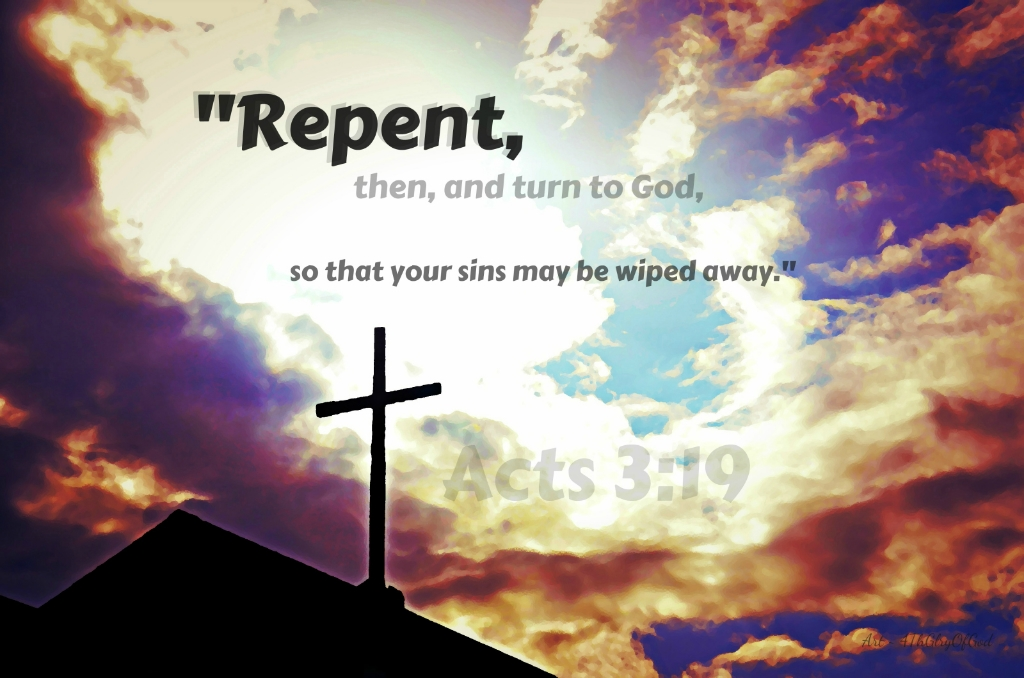 "Repent,
then, and turn to God,
so that your sins may be wiped away."
Acts 3:19